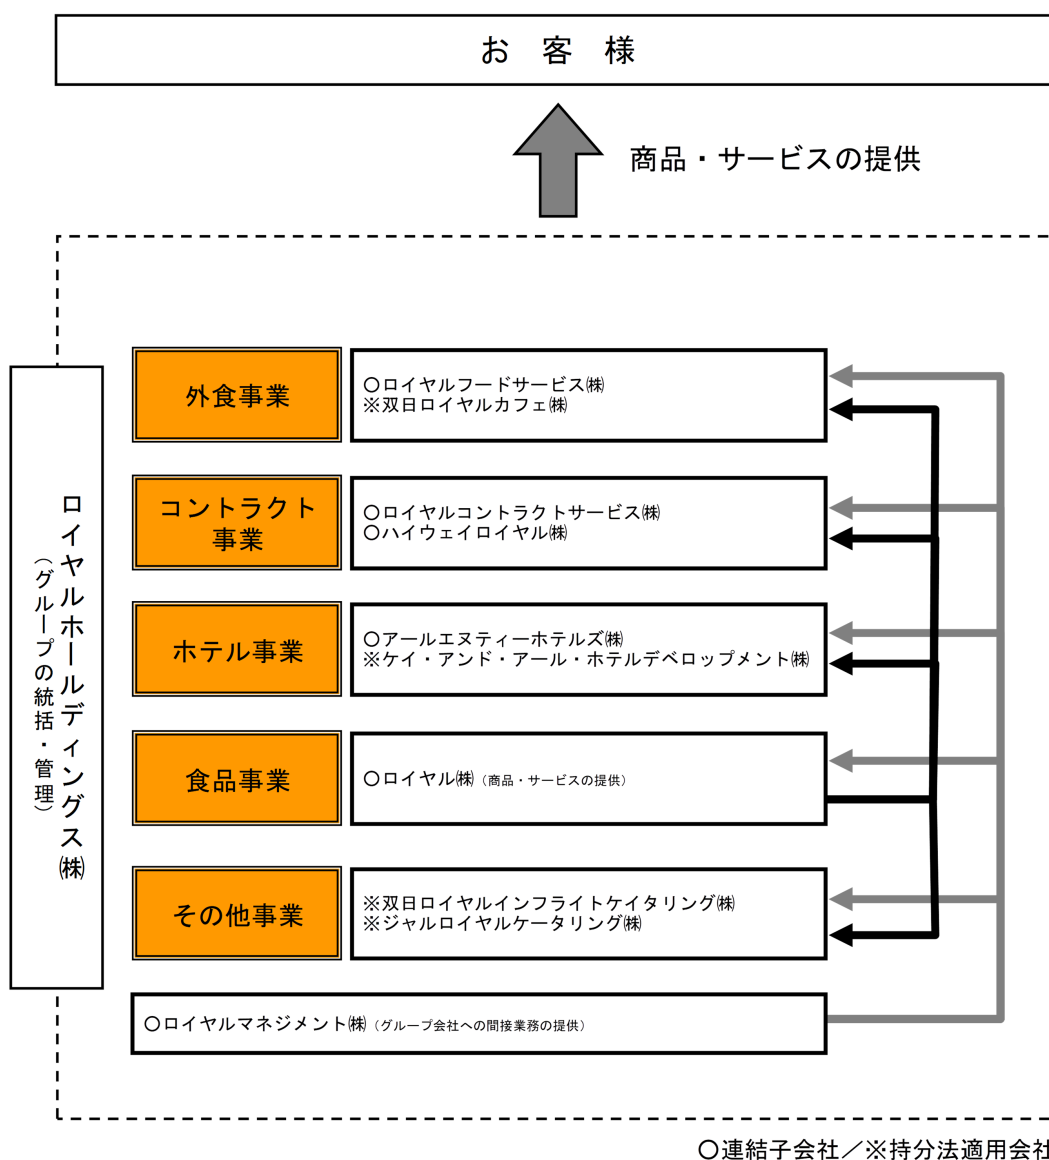 お 客 様
商品・サービスの提供
ロイヤルホールディングス㈱
（グループの統括・管理）
外食事業
〇ロイヤルフードサービス㈱
※双日ロイヤルカフェ㈱
コントラクト
事業
〇ロイヤルコントラクトサービス㈱
〇ハイウェイロイヤル㈱
ホテル事業
〇アールエヌティーホテルズ㈱
※ケイ・アンド・アール・ホテルデベロップメント㈱
食品事業
〇ロイヤル㈱（商品・サービスの提供）
その他事業
※双日ロイヤルインフライトケイタリング㈱
※ジャルロイヤルケータリング㈱
〇ロイヤルマネジメント㈱（グループ会社への間接業務の提供）
〇連結子会社／※持分法適用会社